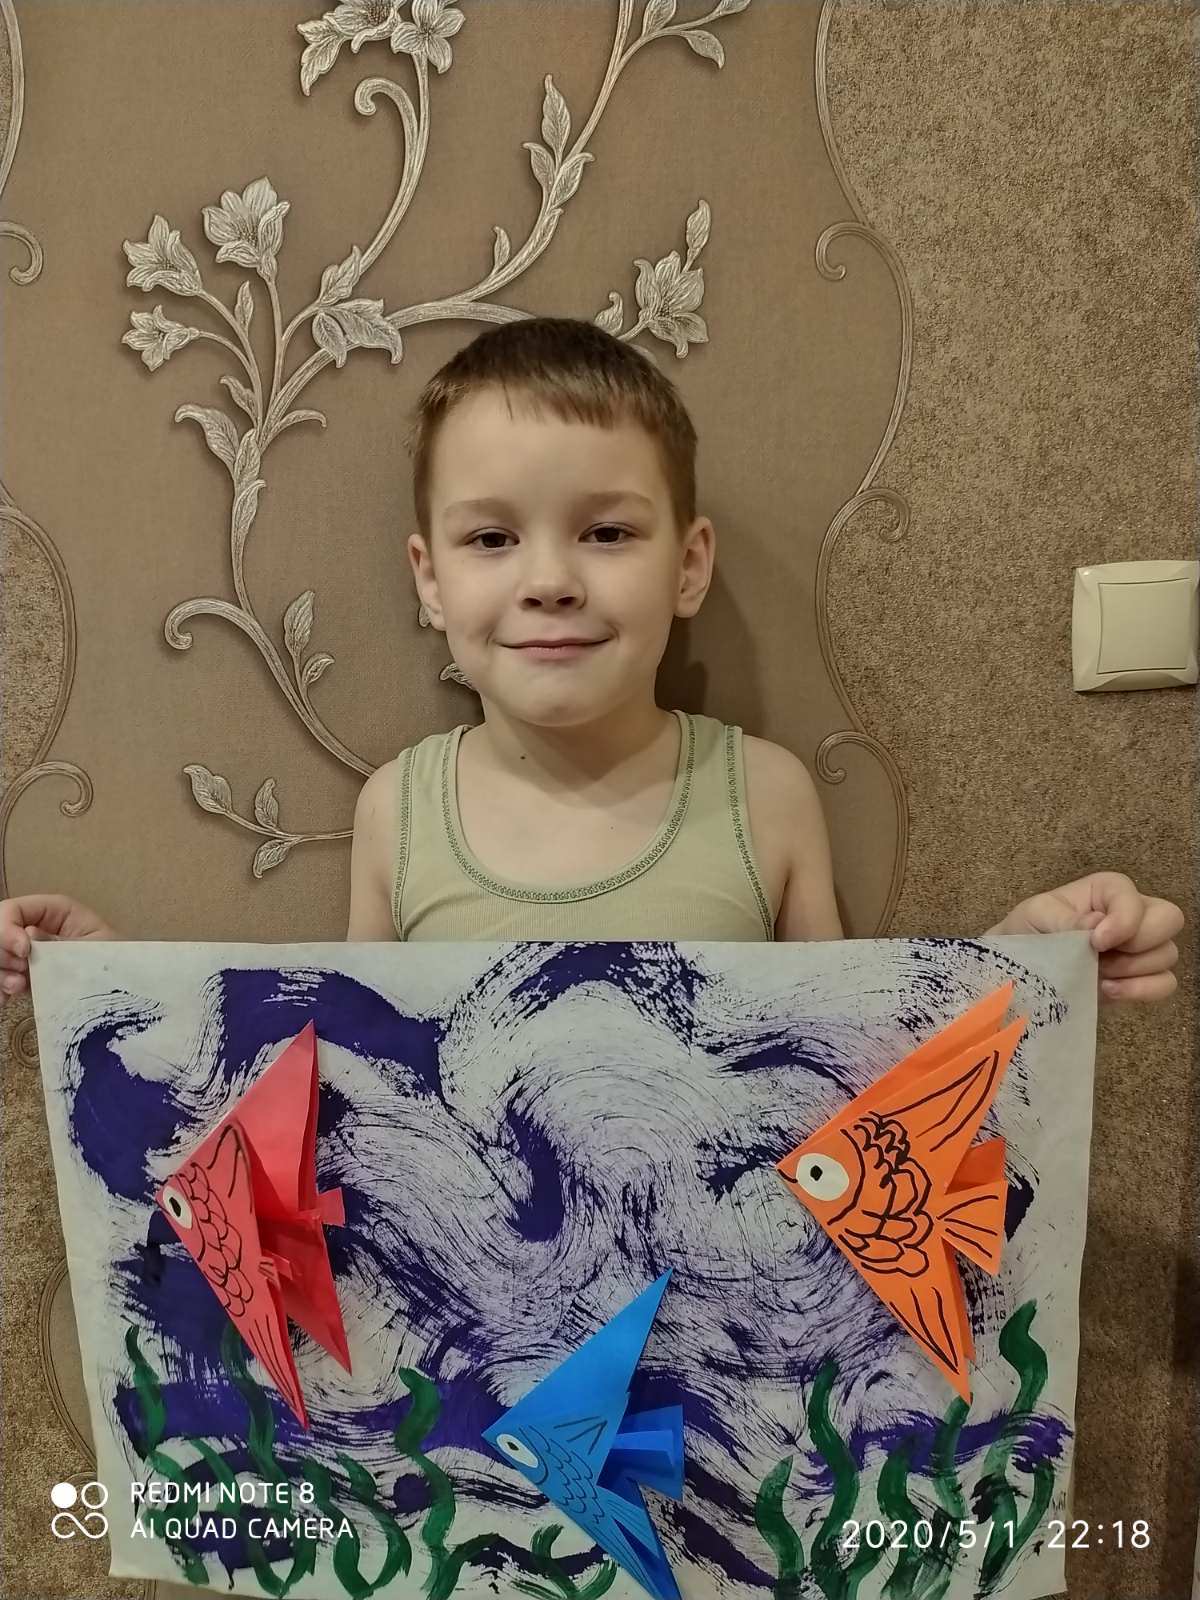 REDMI NOTE 8
AI QUAD CAMERA
2020/5/1 22:18